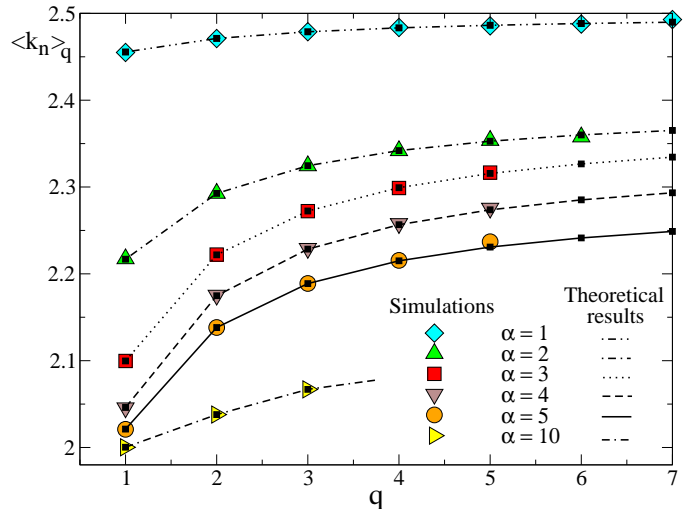 2.5
<k_n>_q
2.4
2.3
2.2
2.1
2
Simulations
Theoretical
results
α = 1
α = 2
α = 3
α = 4
α = 5
α = 10
1 2 3 4 5 6 7
q